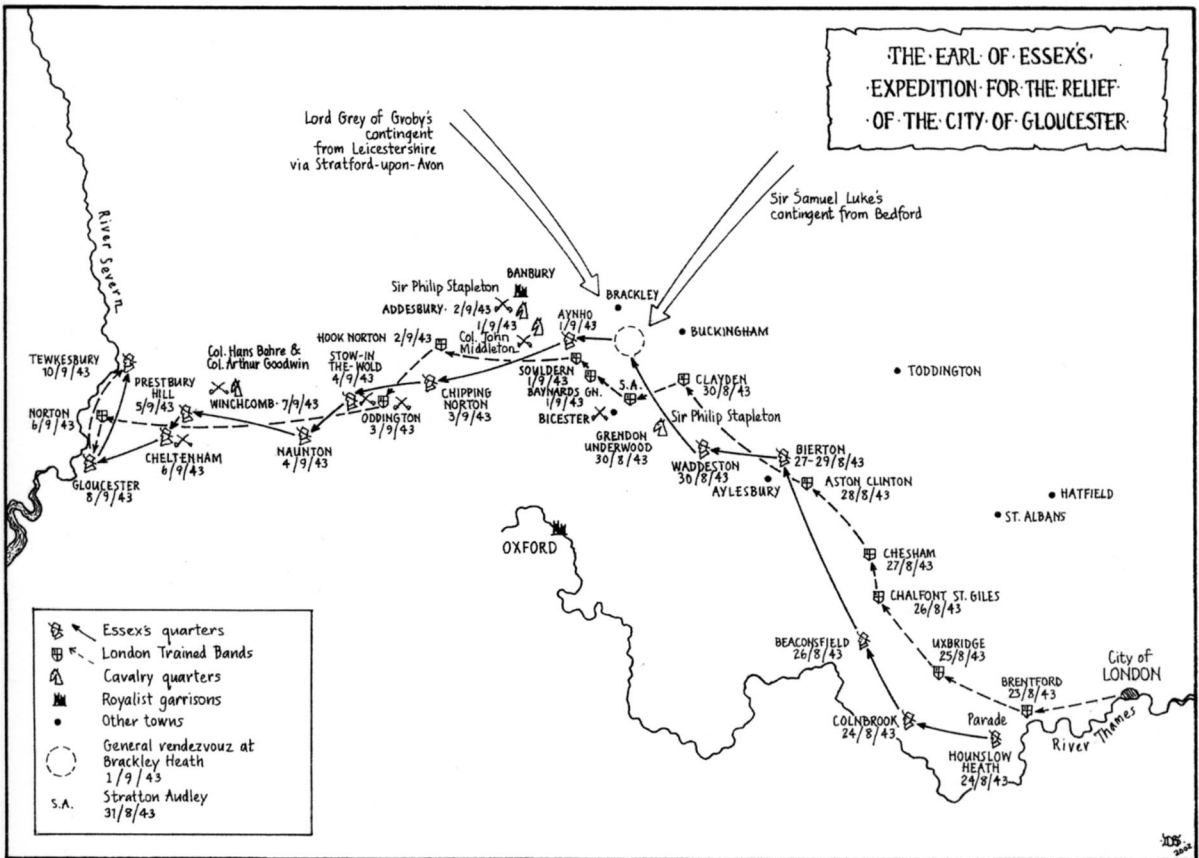 ·THE·EARL·OF·ESSEX'S·
·EXPEDITION·FOR·THE·RELIEF·
·OF·THE·CITY·OF·GLOUCESTER·
Lord Grey of Groby's
contingent
from Leicestershire
via Stratford-upon-Avon
Sir Samuel Luke's
contingent from Bedford
River Severn
BANBURY
Sir Philip Stapleton
ADDESBURY· 2/9/43
1/9/43
BRACKLEY
AYNHO
1/9/43
BUCKINGHAM
HOOK NORTON 2/9/43
Col. John
Middleton
TODDINGTON
TEWKESBURY
10/9/43
Col. Hans Behre &
Col. Arthur Goodwin
WINCHCOMB· 7/9/43
STOW-IN
THE-WOLD
4/9/43
SOULDERN
1/9/43
BAYNARDS GN.
1/9/43
S.A.
CLAYDEN
30/8/43
PRESTBURY
HILL
5/9/43
CHIPPING
NORTON
3/9/43
BICESTER
Sir Philip Stapleton
NORTON
6/9/43
ODDINGTON
3/9/43
GRENDON
UNDERWOOD
30/8/43
CHELTENHAM
6/9/43
NAUNTON
4/9/43
WADDESTON
30/8/43
BIERTON
27-29/8/43
GLOUCESTER
8/9/43
AYLESBURY
ASTON CLINTON
28/8/43
HATFIELD
ST. ALBANS
OXFORD
CHESHAM
27/8/43
CHALFONT ST. GILES
26/8/43
BEACONSFIELD
26/8/43
UXBRIDGE
25/8/43
City of
LONDON
BRENTFORD
23/8/43
COLNBROOK
24/8/43
Parade
HOUNSLOW
HEATH
24/8/43
River Thames
Essex's quarters
London Trained Bands
Cavalry quarters
Royalist garrisons
Other towns
General rendezvouz at
Brackley Heath
1/9/43
S.A. Stratton Audley
31/8/43
2002